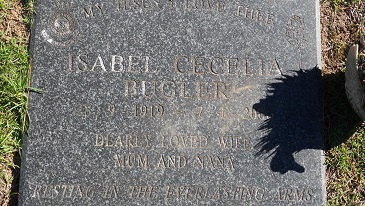 MY JESUS I LOVE THEE
ISABEL CECELIA
BUGLER
DEARLY LOVED WIFE
MUM AND NANA
RESTING IN THE EVERLASTING ARMS